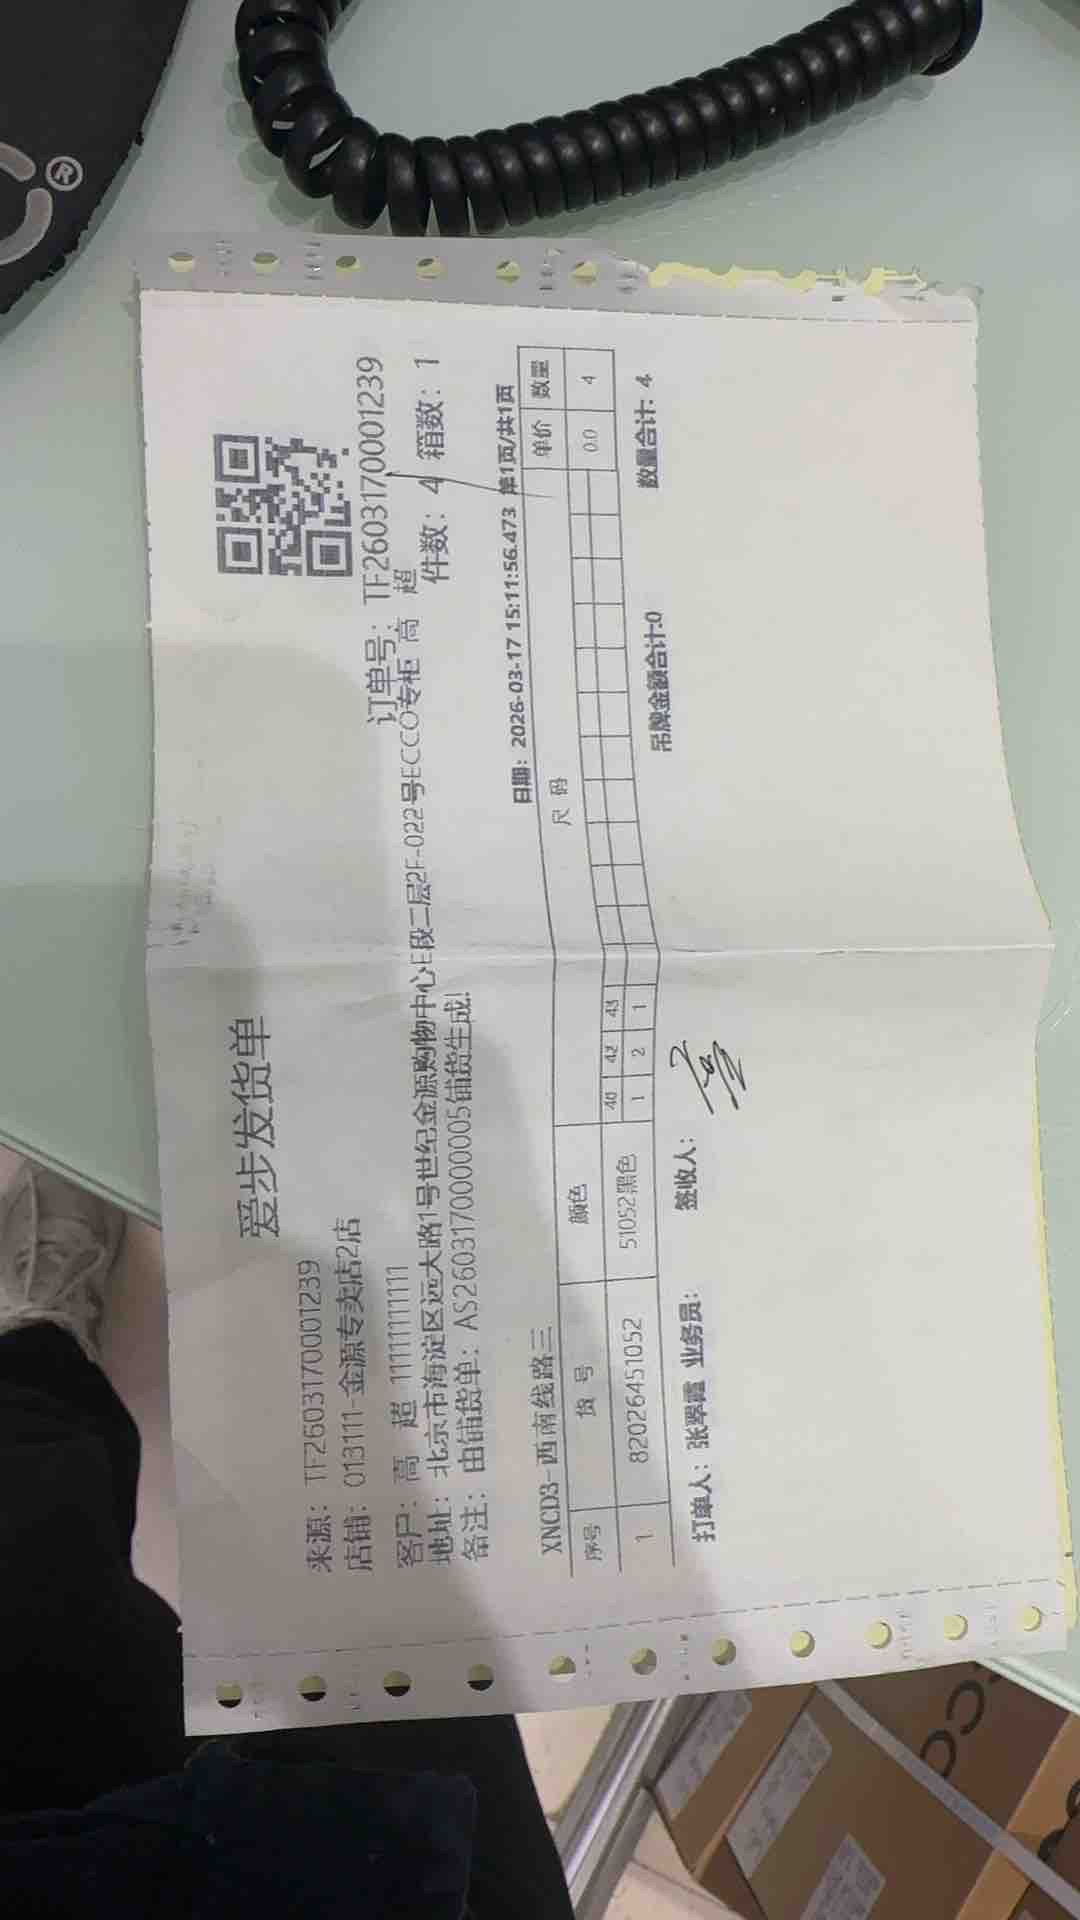 爱步发货单
来源：TF2603170001239
订单号：TF2603170001239
店铺：013111-金源专卖店2店
客户：高 超 11111111111
件数：4 箱数：1
地址：北京市海淀区远大路1号世纪金源购物中心E段二层2F-022号ECCO专柜 高 超
备注：由铺货单：AS2603170000005铺货生成!
XNCD3-西南线路三 日期：2026-03-17 15:11:56.473 第1页/共1页
序号 货 号 颜色 尺 码 单价 数量
40 42 43
1 82026451052 51052黑色 1 2 1 0.0 4
打单人：张翠霞 业务员： 签收人： 吊牌金额合计:0 数量合计: 4
®